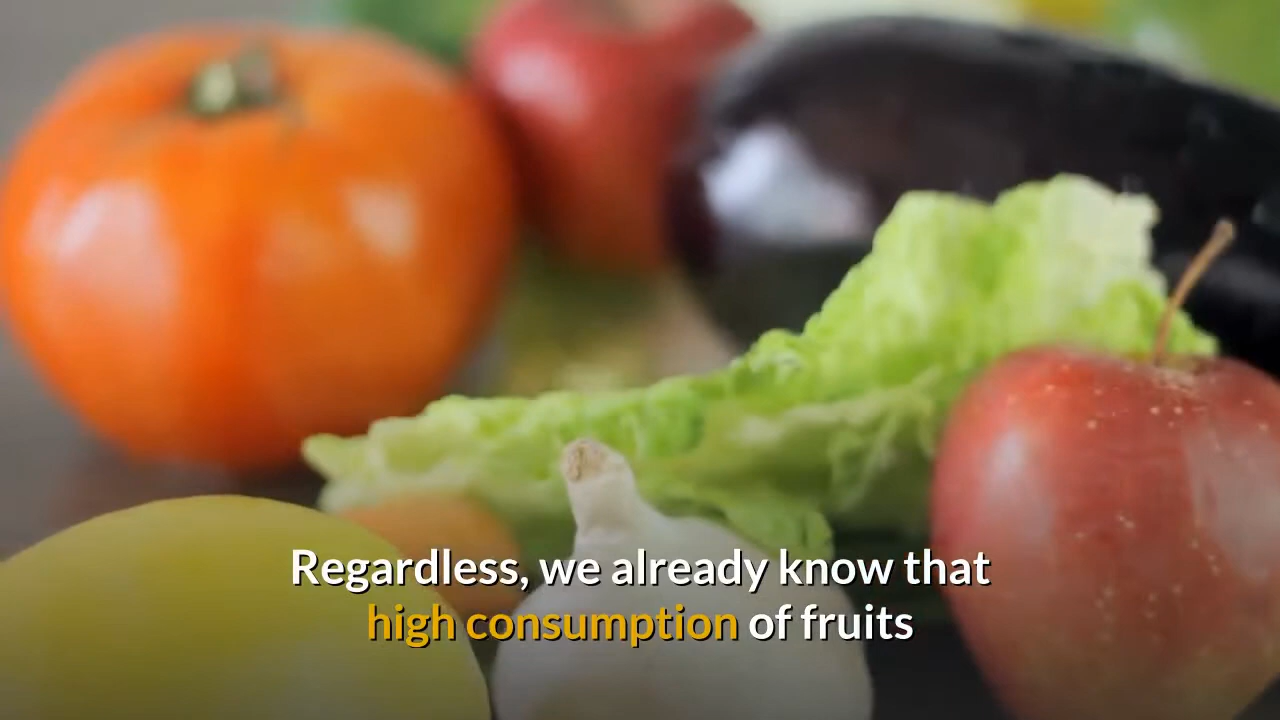 Regardless, we already know that
high consumption of fruits